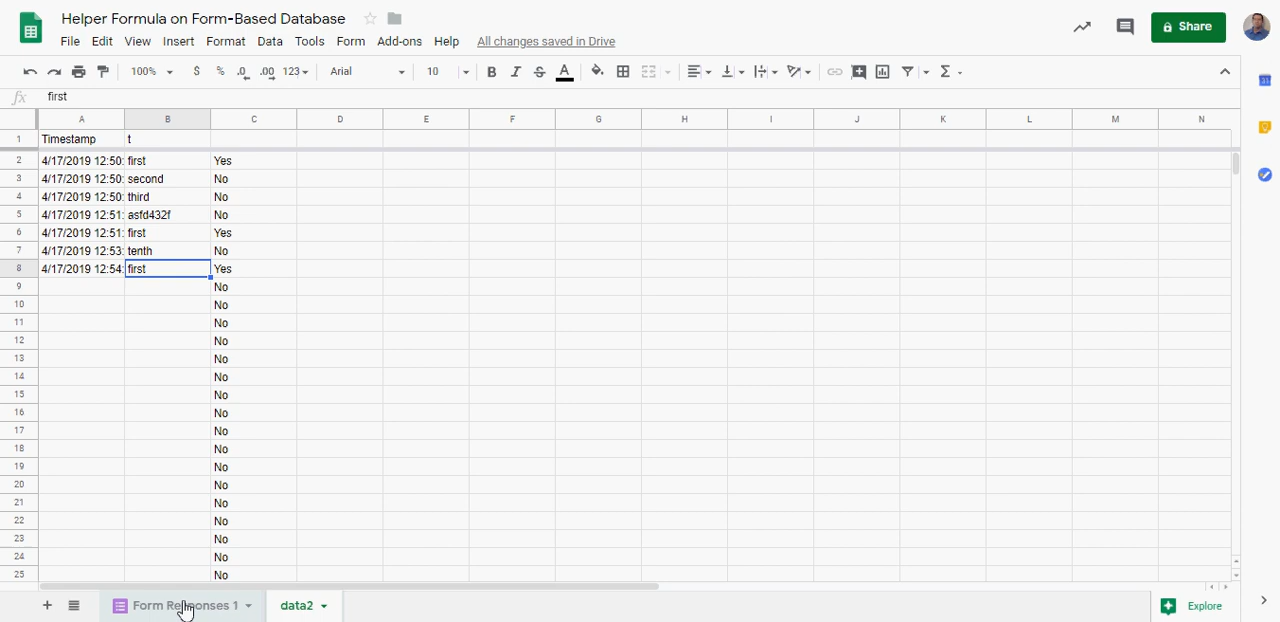 Helper Formula on Form-Based Database
File Edit View Insert Format Data Tools Form Add-ons Help All changes saved in Drive
Share
100% $ % .0 .00 123 Arial 10 B I S A Σ
fx first
A B C D E F G H I J K L M N
1 Timestamp t
2 4/17/2019 12:50: first Yes
3 4/17/2019 12:50: second No
4 4/17/2019 12:50: third No
5 4/17/2019 12:51: asfd432f No
6 4/17/2019 12:51: first Yes
7 4/17/2019 12:53: tenth No
8 4/17/2019 12:54: first Yes
9 No
10 No
11 No
12 No
13 No
14 No
15 No
16 No
17 No
18 No
19 No
20 No
21 No
22 No
23 No
24 No
25 No
+ Form Responses 1 data2 Explore